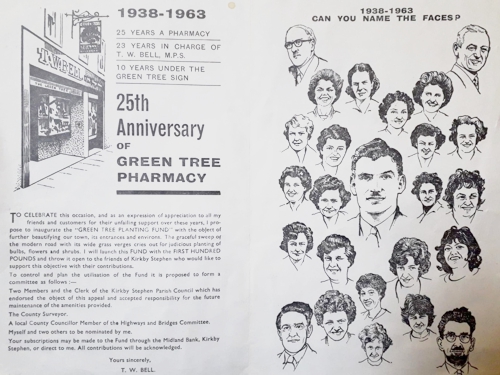 1938-1963
25 YEARS A PHARMACY
23 YEARS IN CHARGE OF
T. W. BELL, M.P.S.
10 YEARS UNDER THE
GREEN TREE SIGN
25th
Anniversary
OF
GREEN TREE
PHARMACY
T.W.BELL
TO CELEBRATE this occasion, and as an expression of appreciation to all my
friends and customers for their unfailing support over these years, I pro-
pose to inaugurate the "GREEN TREE PLANTING FUND" with the object of
further beautifying our town, its entrances and environs. The graceful sweep of
the modern road with its wide grass verges cries out for judicious planting of
bulbs, flowers and shrubs. I will launch the FUND with the FIRST HUNDRED
POUNDS and throw it open to the friends of Kirkby Stephen who would like to
support this objective with their contributions.
To control and plan the utilisation of the Fund it is proposed to form a
committee as follows :—
Two Members and the Clerk of the Kirkby Stephen Parish Council which has
endorsed the object of this appeal and accepted responsibility for the future
maintenance of the amenities provided.
The County Surveyor.
A local County Councillor Member of the Highways and Bridges Committee.
Myself and two others to be nominated by me.
Your subscriptions may be made to the Fund through the Midland Bank, Kirkby
Stephen, or direct to me. All contributions will be acknowledged.
Yours sincerely,
T. W. BELL.
1938-1963
CAN YOU NAME THE FACES?